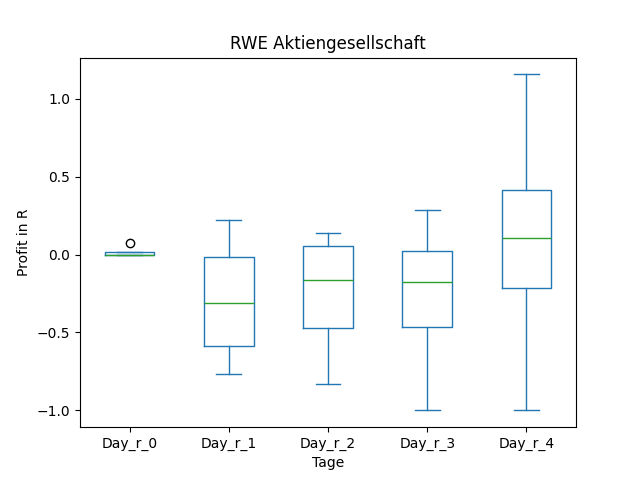 RWE Aktiengesellschaft
Profit in R
1.0
0.5
0.0
−0.5
−1.0
Day_r_0 Day_r_1 Day_r_2 Day_r_3 Day_r_4
Tage